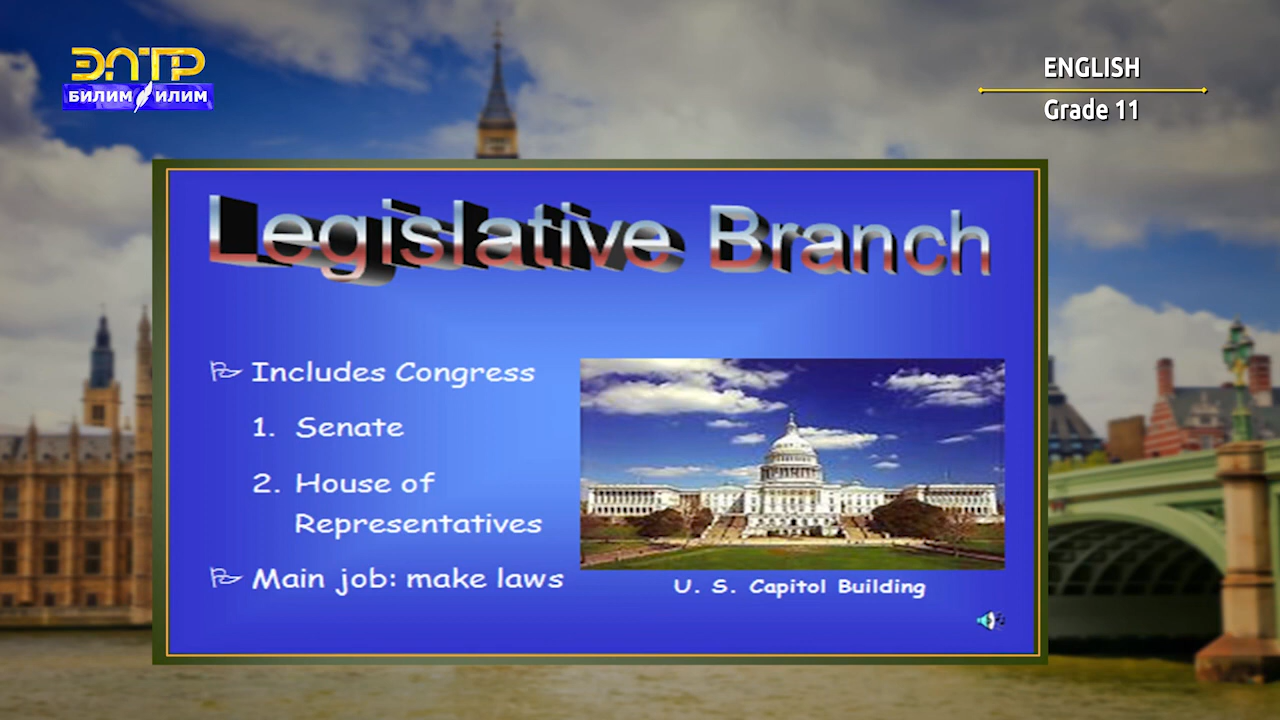 ЭЛТР
БИЛИМ ИЛИМ
ENGLISH
Grade 11
Legislative Branch
Includes Congress
1. Senate
2. House of
Representatives
Main job: make laws
U. S. Capitol Building